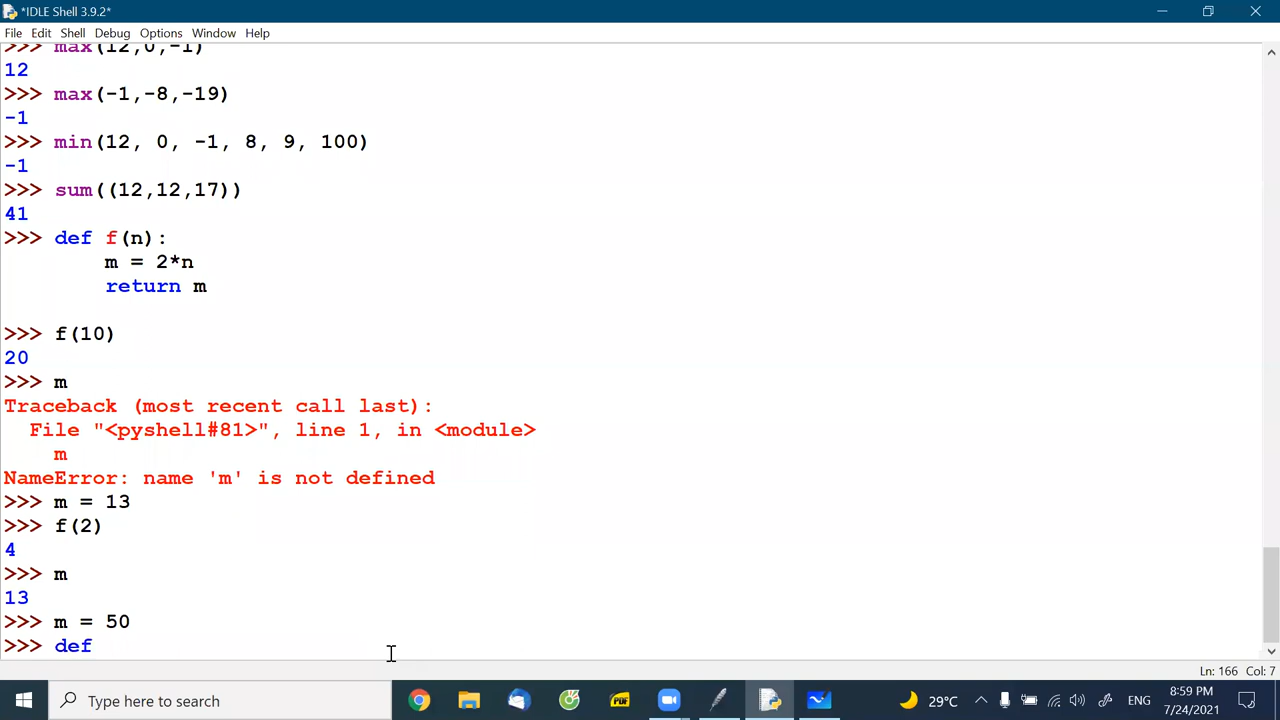 *IDLE Shell 3.9.2*
File Edit Shell Debug Options Window Help
>>> max(12,0,-1)
12
>>> max(-1,-8,-19)
-1
>>> min(12, 0, -1, 8, 9, 100)
-1
>>> sum((12,12,17))
41
>>> def f(n):
m = 2*n
return m
>>> f(10)
20
>>> m
Traceback (most recent call last):
File "<pyshell#81>", line 1, in <module>
m
NameError: name 'm' is not defined
>>> m = 13
>>> f(2)
4
>>> m
13
>>> m = 50
>>> def
Ln: 166 Col: 7
Type here to search
PDF
29°C
ENG
8:59 PM
7/24/2021